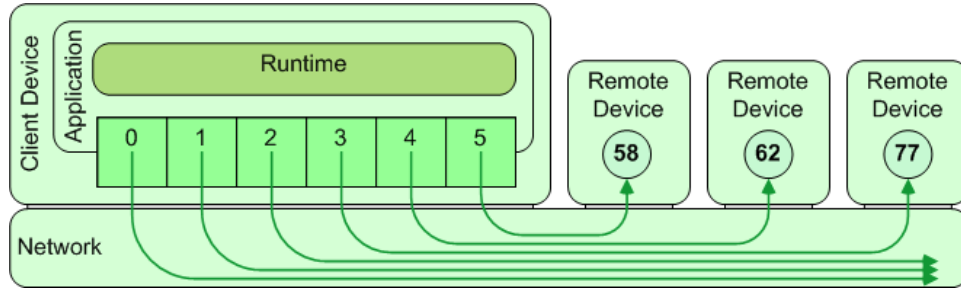 Client Device
Application
Runtime
0 1 2 3 4 5
Remote
Device
58
Remote
Device
62
Remote
Device
77
Network